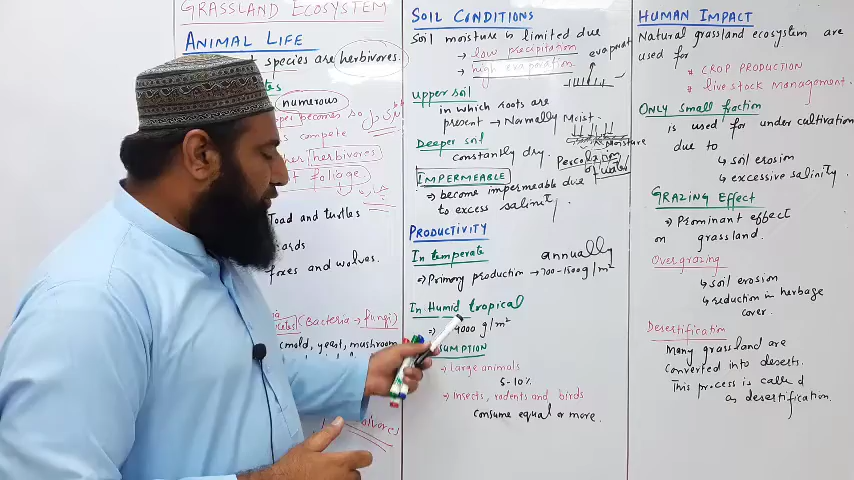 GRASSLAND ECOSYSTEM
ANIMAL LIFE
species are herbivores.
numerous
becomes so
compete
herbivores
foliage
Toad and turtles
foxes and wolves.
(Bacteria → fungi)
mold, yeast, mushroom
SOIL CONDITIONS
Soil moisture is limited due
→ low precipitation
→ high evaporation
evaporat
upper soil
in which roots are
present → Normally Moist.
Deeper soil
constantly dry.
moisture
Percolation
of water
IMPERMEABLE
→ become impermeable due
to excess salinity.
PRODUCTIVITY
annually
In temperate
→ Primary production → 700-1500 g/m²
In Humid tropical
4000 g/m²
SUMPTION
→ Large animals
5-10%
→ Insects, rodents and birds
Consume equal or more.
HUMAN IMPACT
Natural grassland ecosystem are
used for
* CROP PRODUCTION
* live stock Management.
ONLY small fraction
is used for under cultivation
due to
↳ soil erosion
↳ excessive salinity.
GRAZING EFFECT
→ Prominant effect
on grassland.
Overgrazing
↳ soil erosion
↳ reduction in herbage
cover.
Desertification
Many grassland are
converted into deserts.
This process is called
as desertification.